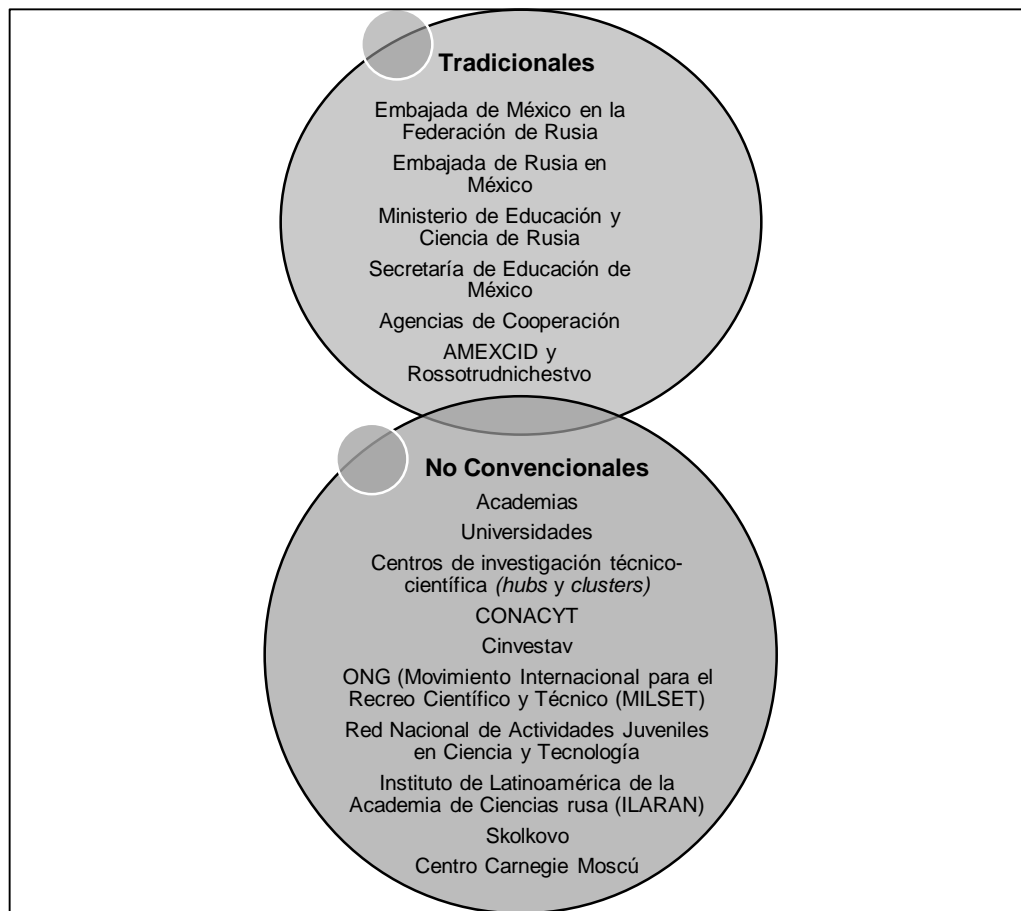 Tradicionales
Embajada de México en la
Federación de Rusia
Embajada de Rusia en
México
Ministerio de Educación y
Ciencia de Rusia
Secretaría de Educación de
México
Agencias de Cooperación
AMEXCID y
Rossotrudnichestvo
No Convencionales
Academias
Universidades
Centros de investigación técnico-
científica (hubs y clusters)
CONACYT
Cinvestav
ONG (Movimiento Internacional para el
Recreo Científico y Técnico (MILSET)
Red Nacional de Actividades Juveniles
en Ciencia y Tecnología
Instituto de Latinoamérica de la
Academia de Ciencias rusa (ILARAN)
Skolkovo
Centro Carnegie Moscú